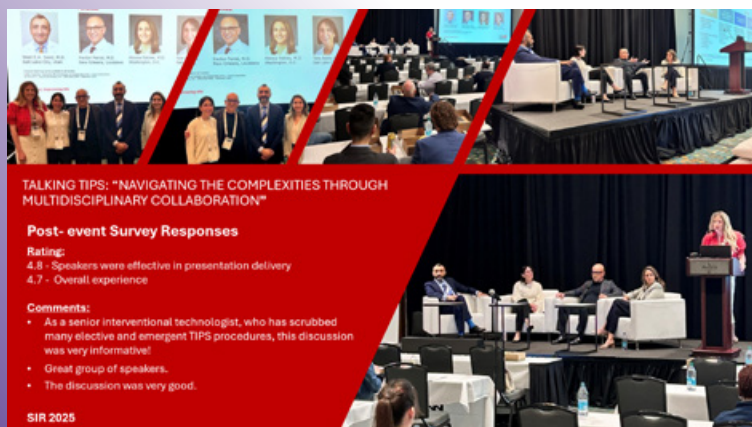 TALKING TIPS: "NAVIGATING THE COMPLEXITIES THROUGH
MULTIDISCIPLINARY COLLABORATION"
Post- event Survey Responses
Rating:
4.8 - Speakers were effective in presentation delivery
4.7 - Overall experience
Comments:
• As a senior interventional technologist, who has scrubbed
many elective and emergent TIPS procedures, this discussion
was very informative!
• Great group of speakers.
• The discussion was very good.
SIR 2025